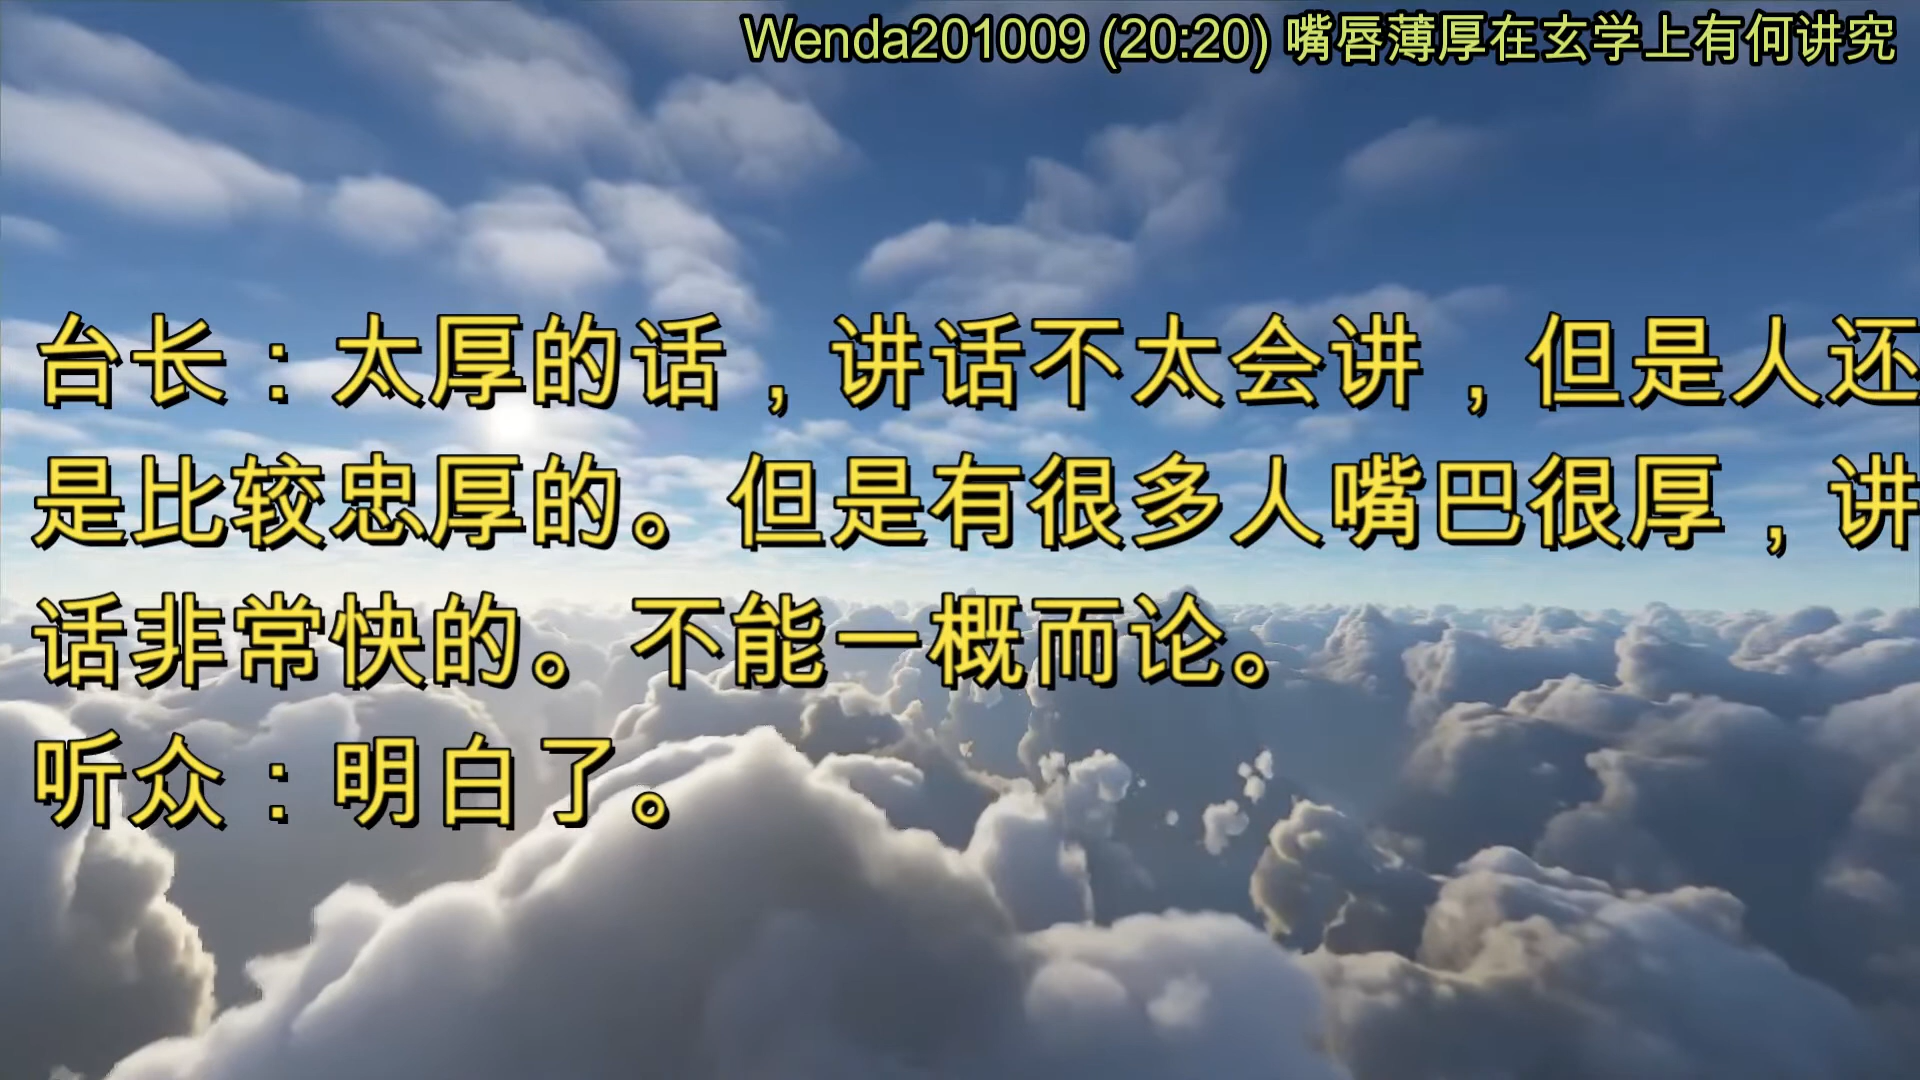 Wenda201009 (20:20) 嘴唇薄厚在玄学上有何讲究
台长：太厚的话，讲话不太会讲，但是人还
是比较忠厚的。但是有很多人嘴巴很厚，讲
话非常快的。不能一概而论。
听众：明白了。